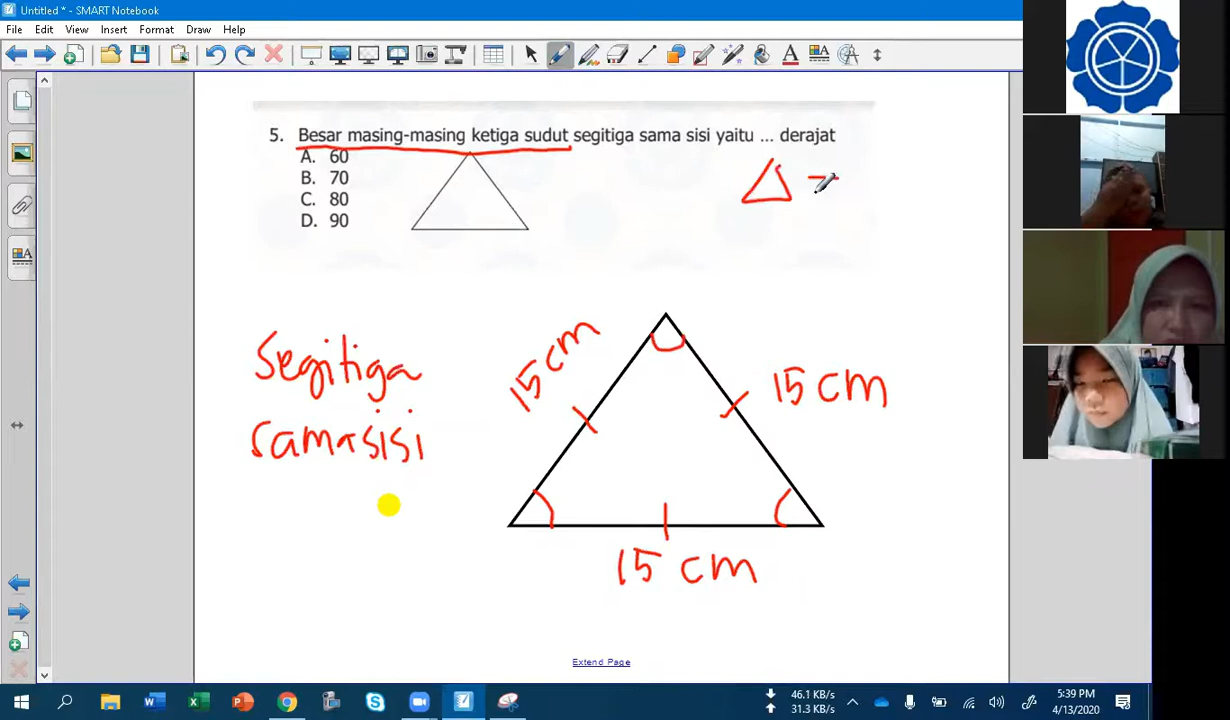 Untitled * - SMART Notebook
File Edit View Insert Format Draw Help
5. Besar masing-masing ketiga sudut segitiga sama sisi yaitu ... derajat
A. 60
B. 70
C. 80
D. 90
Segitiga
samasisi
15 cm
15 cm
15 cm
Extend Page
46.1 KB/s
31.3 KB/s
5:39 PM
4/13/2020